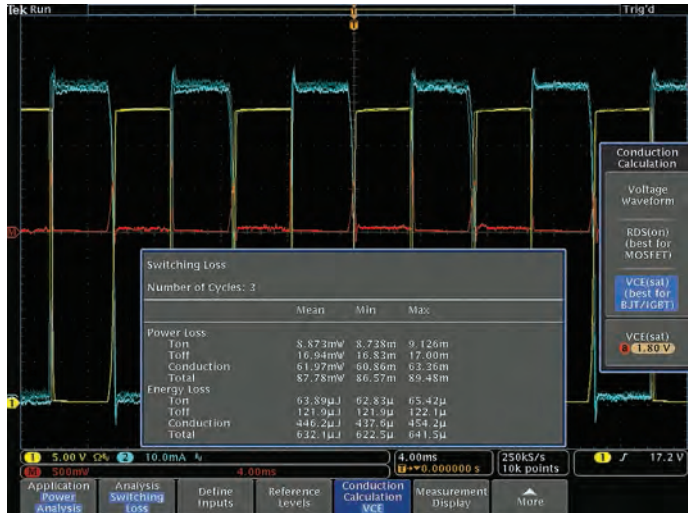 Tek Run Trig'd
Switching Loss
Number of Cycles: 3
Mean Min Max
Power Loss
Ton 8.873mW 8.738m 9.126m
Toff 16.94mW 16.83m 17.00m
Conduction 61.97mW 60.86m 63.36m
Total 87.78mW 86.57m 89.48m
Energy Loss
Ton 63.89µJ 62.83µ 65.42µ
Toff 121.9µJ 121.9µ 122.1µ
Conduction 446.2µJ 437.6µ 454.2µ
Total 632.1µJ 622.5µ 641.5µ
Conduction
Calculation
Voltage
Waveform
RDS(on)
(best for
MOSFET)
VCE(sat)
(best for
BJT/IGBT)
VCE(sat)
a 1.80 V
M
1
1 5.00 V 2 10.0mA 4.00ms 250kS/s 1 17.2 V
M 500mW 4.00ms T 0.000000 s 10k points
Application
Power
Analysis
Analysis
Switching
Loss
Define
Inputs
Reference
Levels
Conduction
Calculation
VCE
Measurement
Display
More